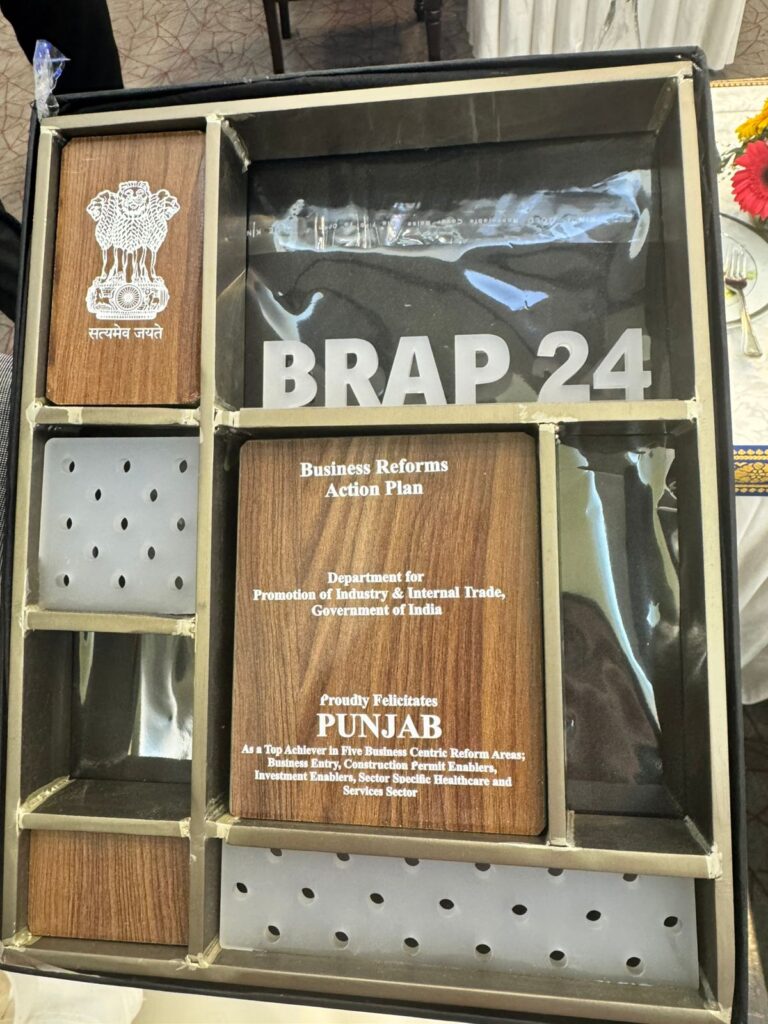 सत्यमेव जयते
BRAP 24
Business Reforms
Action Plan
Department for
Promotion of Industry & Internal Trade,
Government of India
Proudly Felicitates
PUNJAB
As a Top Achiever in Five Business Centric Reform Areas;
Business Entry, Construction Permit Enablers,
Investment Enablers, Sector Specific Healthcare and
Services Sector